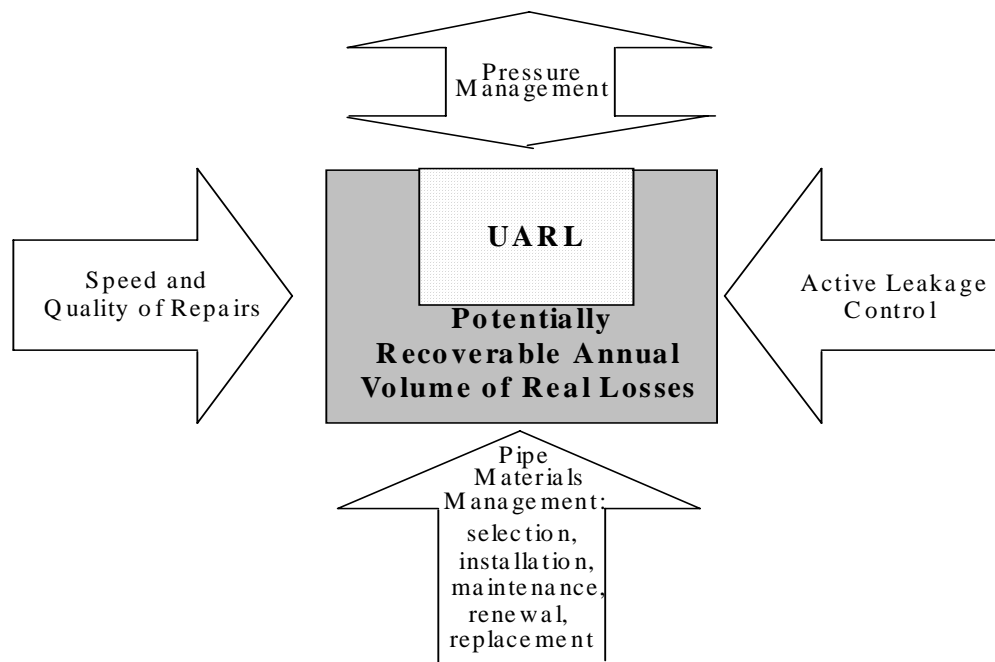 Pressure
Management
UARL
Speed and
Quality of Repairs
Active Leakage
Control
Potentially
Recoverable Annual
Volume of Real Losses
Pipe
Materials
Management:
selection,
installation,
maintenance,
renewal,
replacement